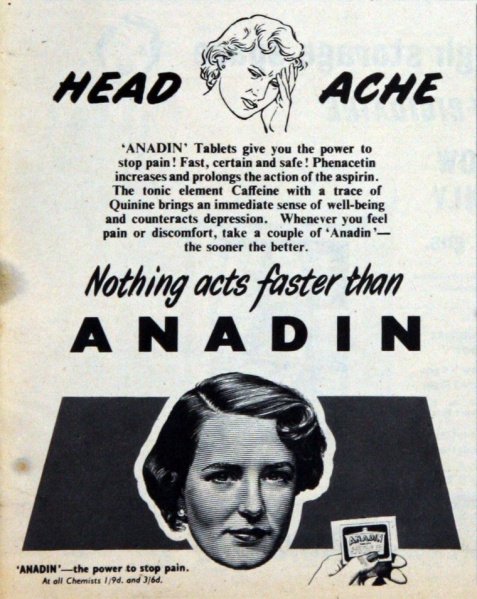 HEAD ACHE
'ANADIN' Tablets give you the power to
stop pain! Fast, certain and safe! Phenacetin
increases and prolongs the action of the aspirin.
The tonic element Caffeine with a trace of
Quinine brings an immediate sense of well-being
and counteracts depression. Whenever you feel
pain or discomfort, take a couple of 'Anadin'—
the sooner the better.
Nothing acts faster than
ANADIN
ANADIN
'ANADIN'—the power to stop pain.
At all Chemists 1/9d. and 3/6d.